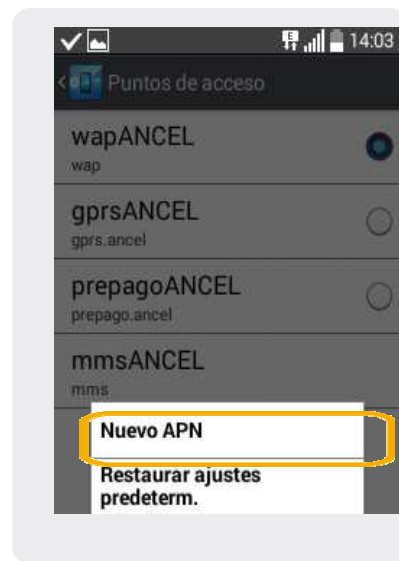 14:03
Puntos de acceso
wapANCEL
wap
gprsANCEL
gprs.ancel
prepagoANCEL
prepago.ancel
mmsANCEL
mms
Nuevo APN
Restaurar ajustes
predeterm.